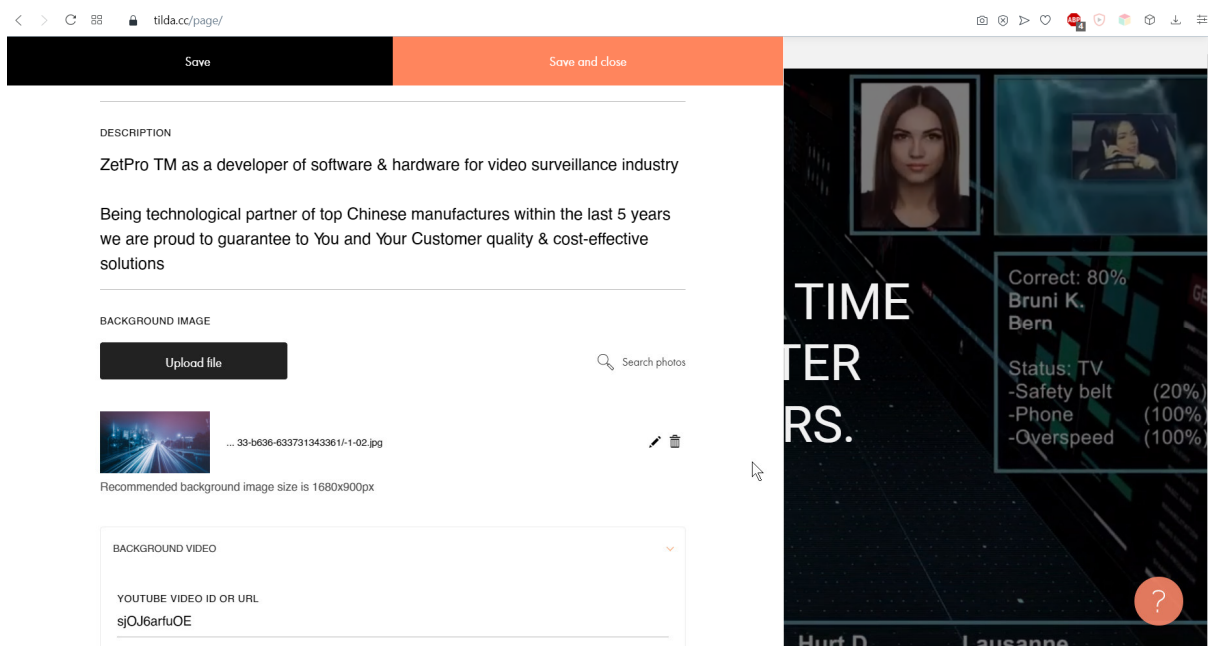 tilda.cc/page/
4
Save
Save and close
DESCRIPTION
ZetPro TM as a developer of software & hardware for video surveillance industry
Being technological partner of top Chinese manufactures within the last 5 years
we are proud to guarantee to You and Your Customer quality & cost-effective
solutions
BACKGROUND IMAGE
Upload file
Search photos
... 33-b636-633731343361/-1-02.jpg
Recommended background image size is 1680x900px
BACKGROUND VIDEO
YOUTUBE VIDEO ID OR URL
sjOJ6arfuOE
TIME
TER
RS.
Correct: 80%
Bruni K.
Bern
Status: TV
-Safety belt (20%)
-Phone (100%)
-Overspeed (100%)
?
Hurt D.
Lausanne